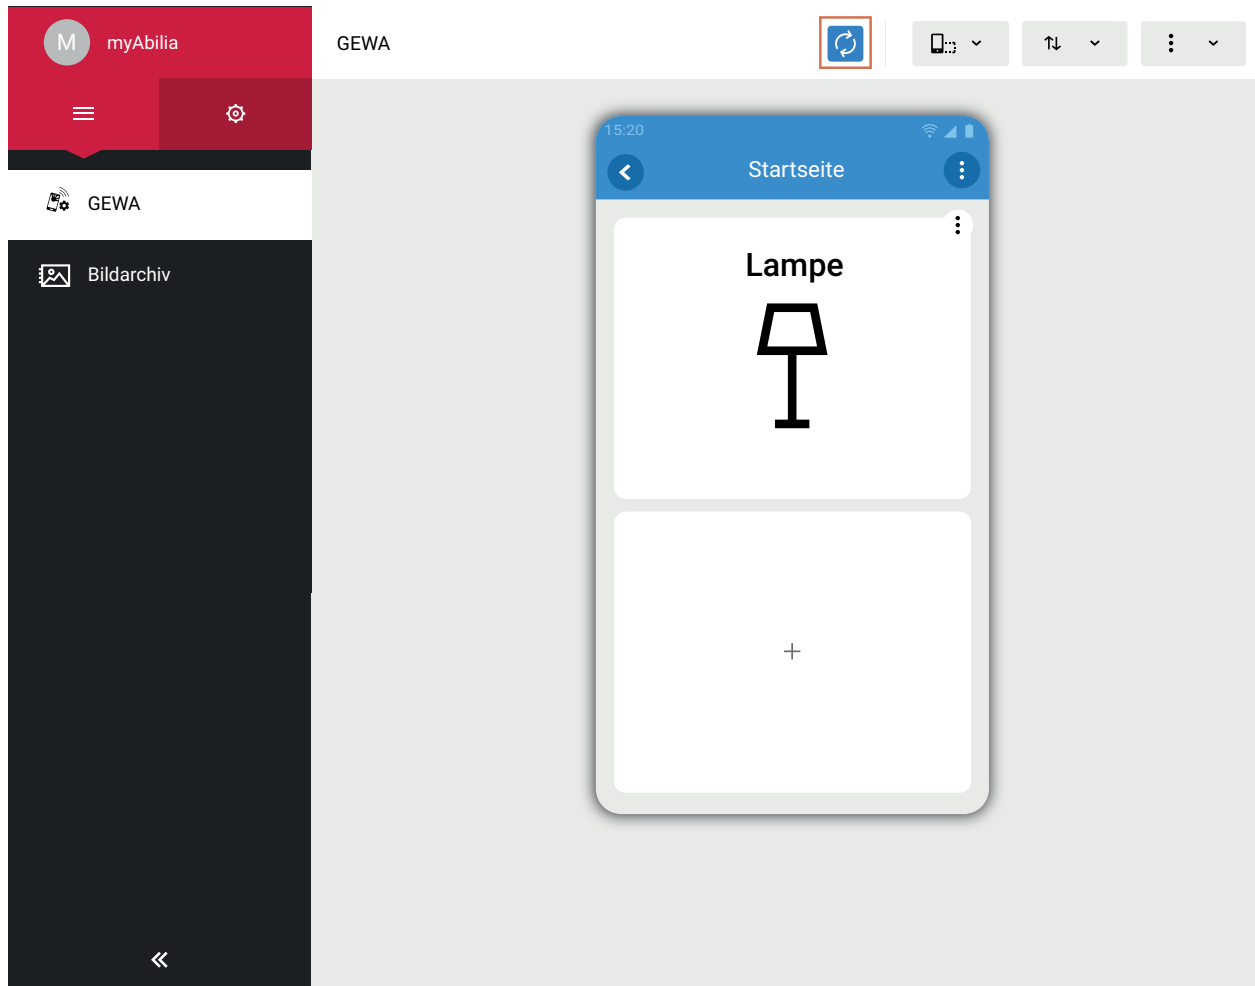 M
myAbilia
GEWA
GEWA
Bildarchiv
15:20
Startseite
Lampe